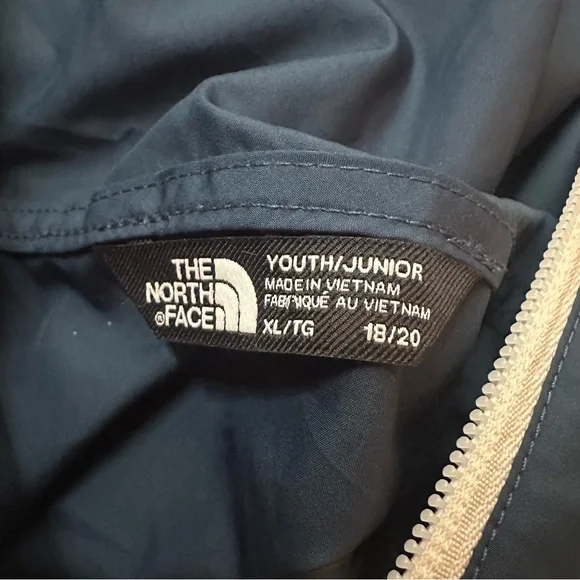 THE
NORTH
®FACE
YOUTH/JUNIOR
MADE IN VIETNAM
FABRIQUÉ AU VIETNAM
XL/TG 18/20